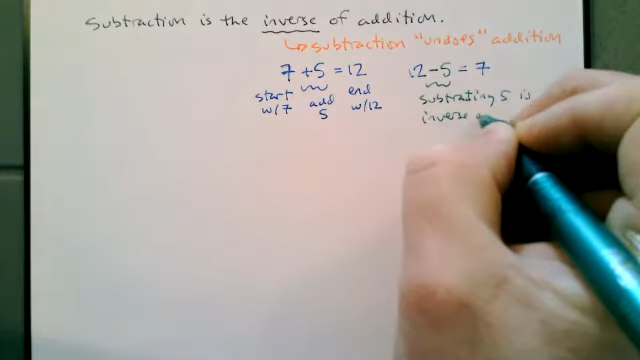 Subtraction is the inverse of addition.
↳ subtraction "undoes" addition
7 + 5 = 12
start w/7
add 5
end w/12
12 - 5 = 7
subtrating 5 is
inverse